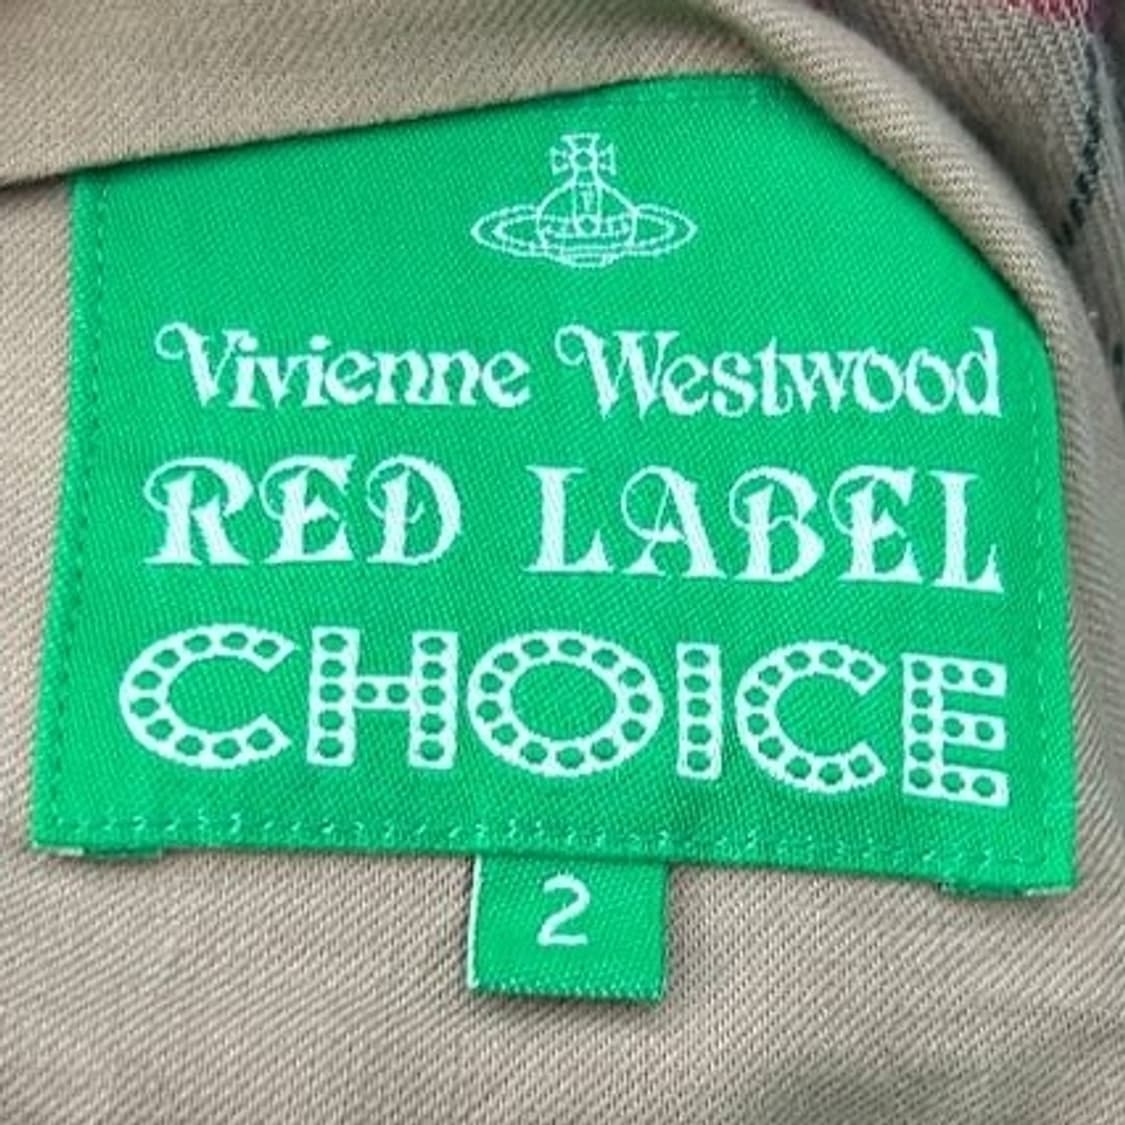 Vivienne Westwood
RED LABEL
CHOICE
2